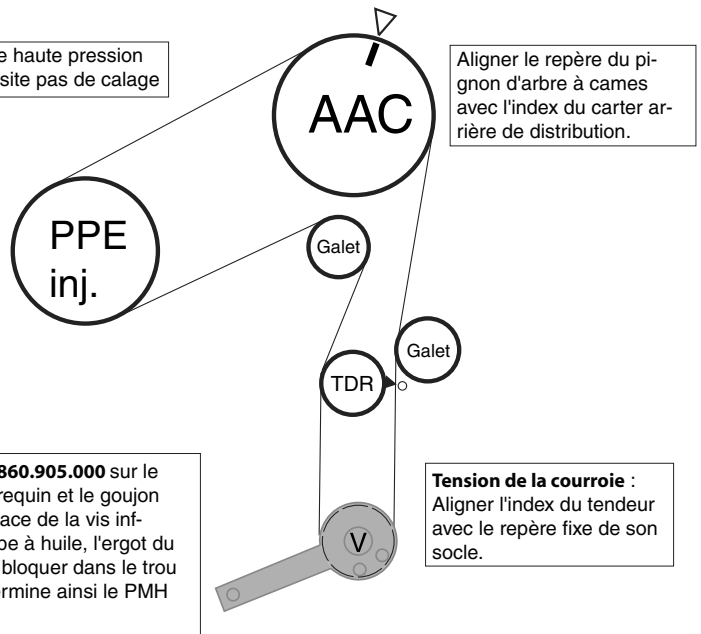 e haute pression
site pas de calage
AAC
Aligner le repère du pi-
gnon d'arbre à cames
avec l'index du carter ar-
rière de distribution.
PPE
inj.
Galet
Galet
TDR
860.905.000 sur le
requin et le goujon
ace de la vis inf-
pe à huile, l'ergot du
bloquer dans le trou
ermine ainsi le PMH
Tension de la courroie :
Aligner l'index du tendeur
avec le repère fixe de son
socle.
V